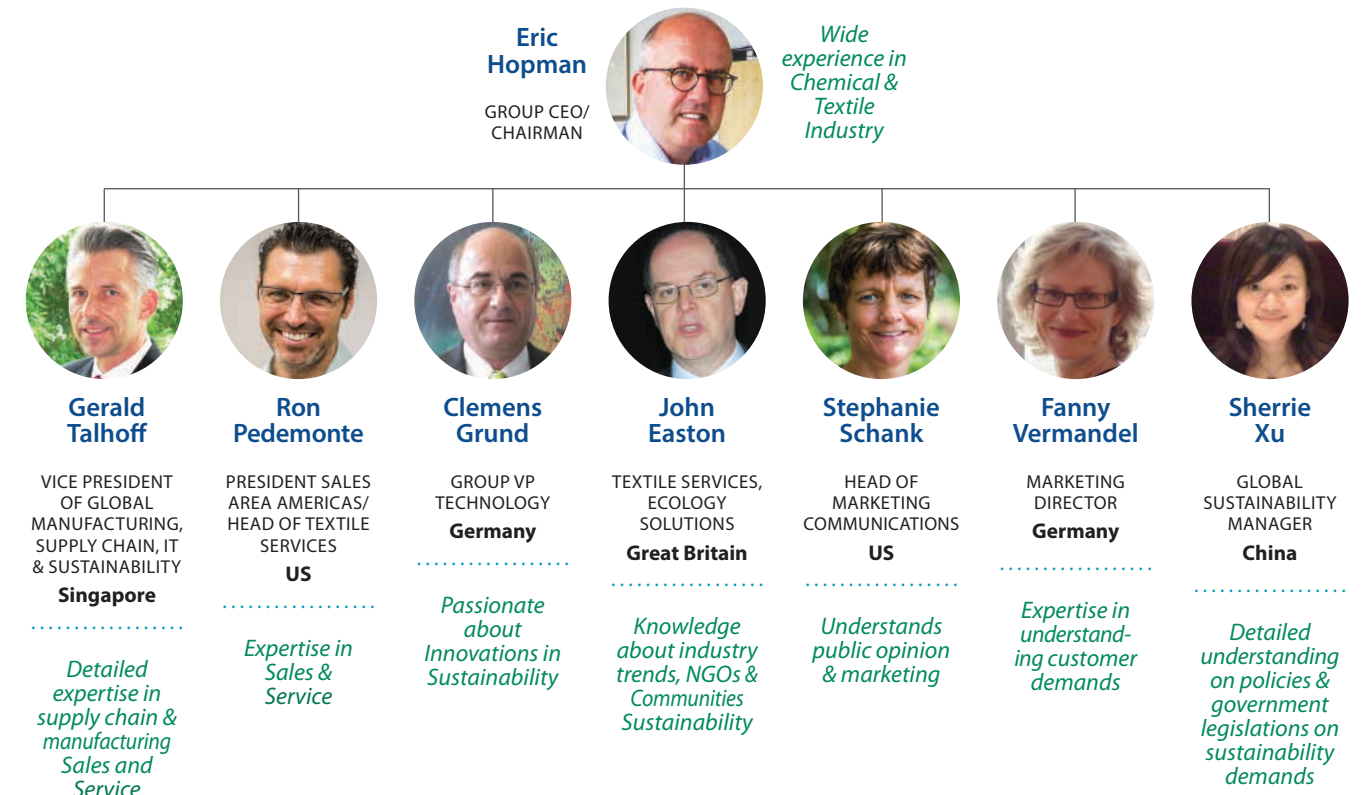 Eric
Hopman
GROUP CEO/
CHAIRMAN
Wide
experience in
Chemical &
Textile
Industry
Gerald
Talhoff
VICE PRESIDENT
OF GLOBAL
MANUFACTURING,
SUPPLY CHAIN, IT
& SUSTAINABILITY
Singapore
Detailed
expertise in
supply chain &
manufacturing
Sales and
Service
Ron
Pedemonte
PRESIDENT SALES
AREA AMERICAS/
HEAD OF TEXTILE
SERVICES
US
Expertise in
Sales &
Service
Clemens
Grund
GROUP VP
TECHNOLOGY
Germany
Passionate
about
Innovations in
Sustainability
John
Easton
TEXTILE SERVICES,
ECOLOGY
SOLUTIONS
Great Britain
Knowledge
about industry
trends, NGOs &
Communities
Sustainability
Stephanie
Schank
HEAD OF
MARKETING
COMMUNICATIONS
US
Understands
public opinion
& marketing
Fanny
Vermandel
MARKETING
DIRECTOR
Germany
Expertise in
understand-
ing customer
demands
Sherrie
Xu
GLOBAL
SUSTAINABILITY
MANAGER
China
Detailed
understanding
on policies &
government
legislations on
sustainability
demands